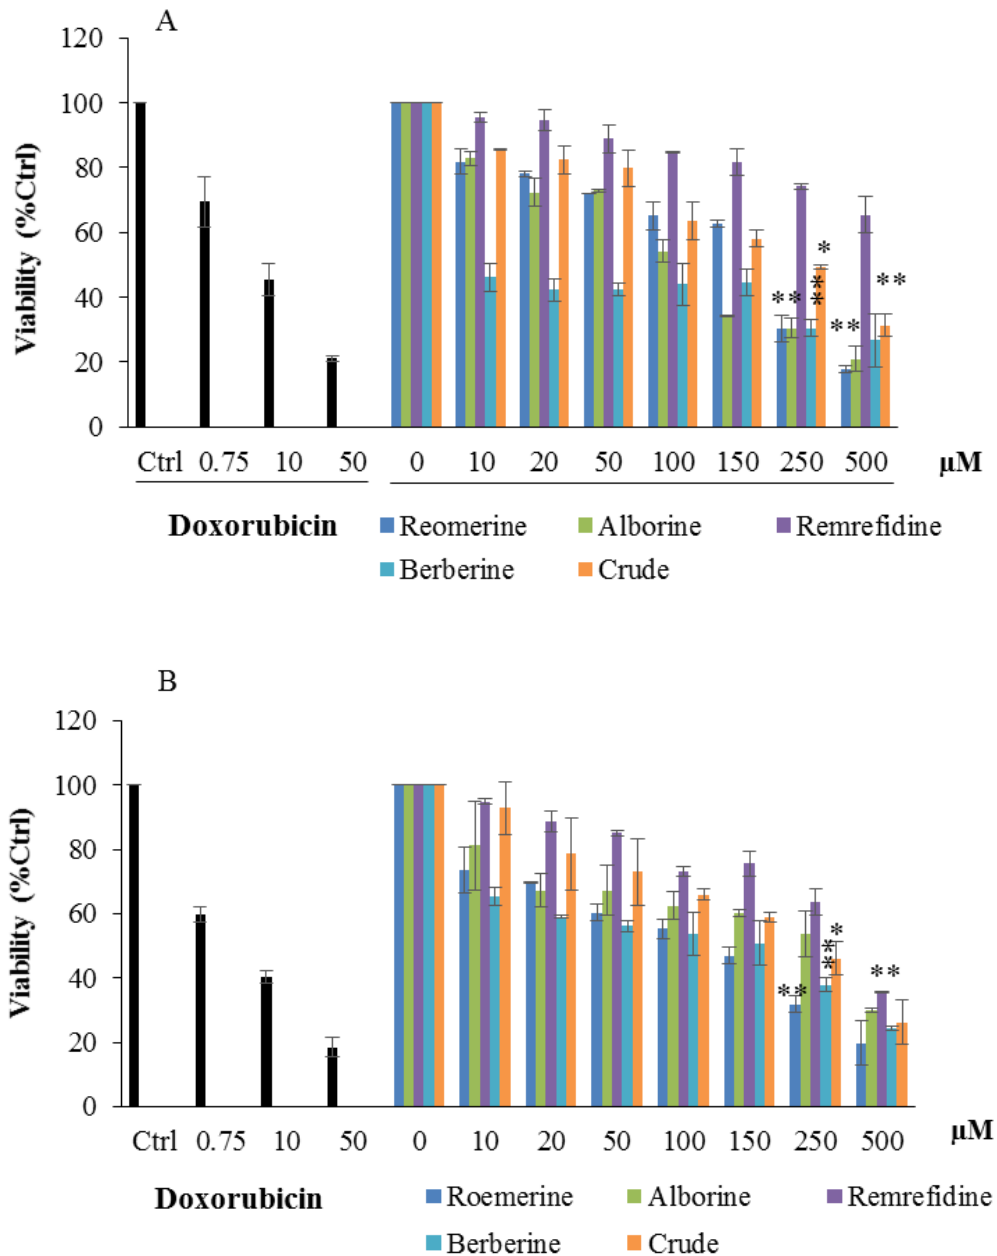 A
120
100
80
60
40
20
0
Viability (%Ctrl)
*
**
**
**
**
Ctrl 0.75 10 50 0 10 20 50 100 150 250 500 µM
Doxorubicin
Reomerine Alborine Remrefidine
Berberine Crude
B
120
100
80
60
40
20
0
Viability (%Ctrl)
*
**
**
**
Ctrl 0.75 10 50 0 10 20 50 100 150 250 500 µM
Doxorubicin
Roemerine Alborine Remrefidine
Berberine Crude